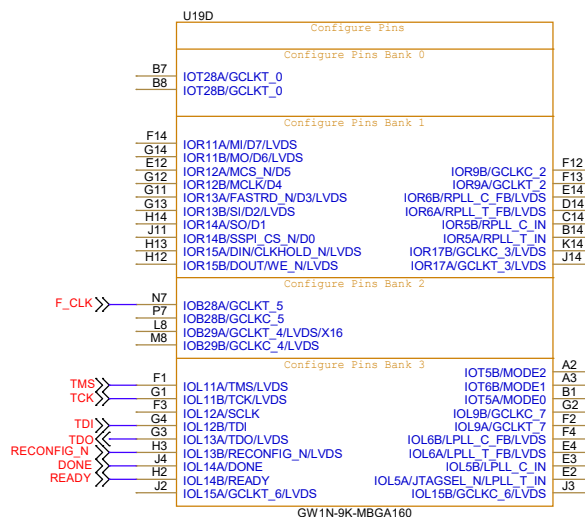 U19D
Configure Pins
Configure Pins Bank 0
B7 IOT28A/GCLKT_0
B8 IOT28B/GCLKT_0
Configure Pins Bank 1
F14 IOR11A/MI/D7/LVDS
G14 IOR11B/MO/D6/LVDS
E12 IOR12A/MCS_N/D5 IOR9B/GCLKC_2 F12
G12 IOR12B/MCLK/D4 IOR9A/GCLKT_2 F13
G11 IOR13A/FASTRD_N/D3/LVDS IOR6B/RPLL_C_FB/LVDS E14
G13 IOR13B/SI/D2/LVDS IOR6A/RPLL_T_FB/LVDS D14
H14 IOR14A/SO/D1 IOR5B/RPLL_C_IN C14
J11 IOR14B/SSPI_CS_N/D0 IOR5A/RPLL_T_IN B14
H13 IOR15A/DIN/CLKHOLD_N/LVDS IOR17B/GCLKC_3/LVDS K14
H12 IOR15B/DOUT/WE_N/LVDS IOR17A/GCLKT_3/LVDS J14
Configure Pins Bank 2
F_CLK N7 IOB28A/GCLKT_5
P7 IOB28B/GCLKC_5
L8 IOB29A/GCLKT_4/LVDS/X16
M8 IOB29B/GCLKC_4/LVDS
Configure Pins Bank 3
IOT5B/MODE2 A2
TMS F1 IOL11A/TMS/LVDS IOT6B/MODE1 A3
TCK G1 IOL11B/TCK/LVDS IOT5A/MODE0 B1
F3 IOL12A/SCLK IOL9B/GCLKC_7 G2
TDI G4 IOL12B/TDI IOL9A/GCLKT_7 F2
TDO G3 IOL13A/TDO/LVDS IOL6B/LPLL_C_FB/LVDS F4
RECONFIG_N H3 IOL13B/RECONFIG_N/LVDS IOL6A/LPLL_T_FB/LVDS E4
DONE J4 IOL14A/DONE IOL5B/LPLL_C_IN E3
READY H2 IOL14B/READY IOL5A/JTAGSEL_N/LPLL_T_IN E2
J2 IOL15A/GCLKT_6/LVDS IOL15B/GCLKC_6/LVDS J3
GW1N-9K-MBGA160